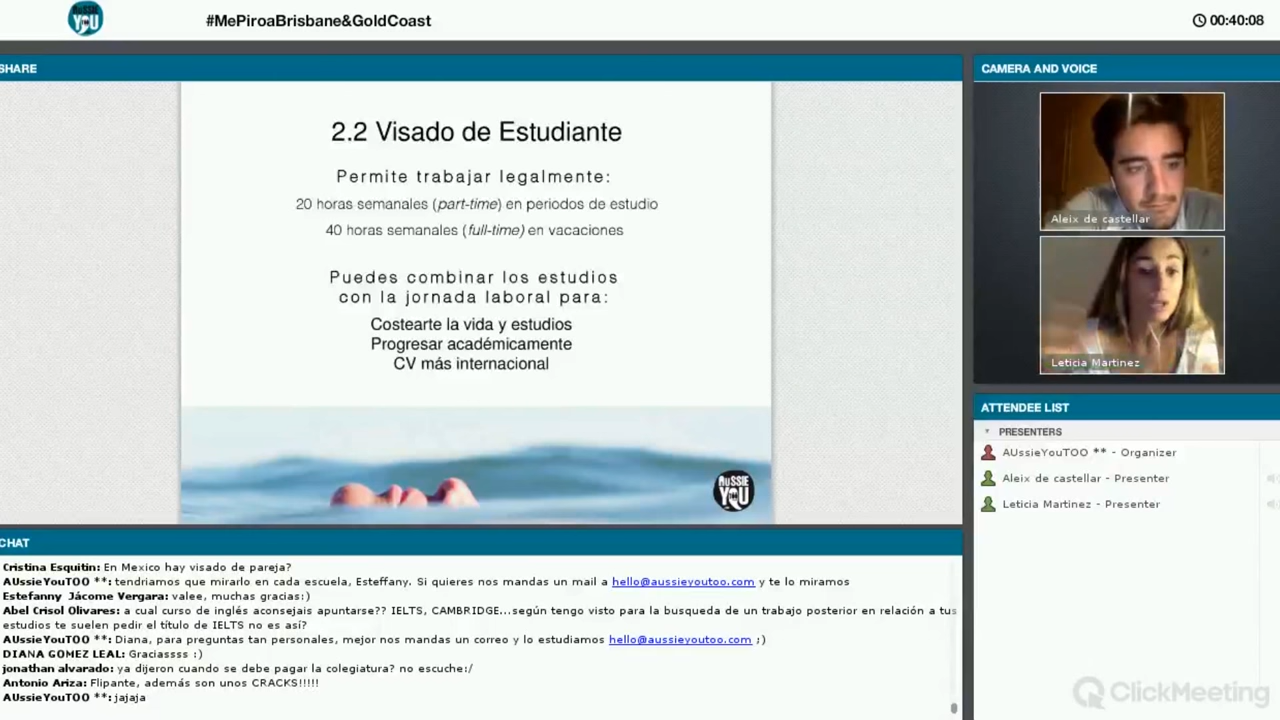 AUSSIE
YOU
#MePiroaBrisbane&GoldCoast
00:40:08
SHARE
2.2 Visado de Estudiante
Permite trabajar legalmente:
20 horas semanales (part-time) en periodos de estudio
40 horas semanales (full-time) en vacaciones
Puedes combinar los estudios
con la jornada laboral para:
Costearte la vida y estudios
Progresar académicamente
CV más internacional
AUSSIE
YOU
CAMERA AND VOICE
Aleix de castellar
Leticia Martinez
ATTENDEE LIST
PRESENTERS
AUssieYouTOO ** - Organizer
Aleix de castellar - Presenter
Leticia Martinez - Presenter
CHAT
Cristina Esquitin: En Mexico hay visado de pareja?
AUssieYouTOO **: tendriamos que mirarlo en cada escuela, Esteffany. Si quieres nos mandas un mail a hello@aussieyoutoo.com y te lo miramos
Estefanny Jácome Vergara: valee, muchas gracias:)
Abel Crisol Olivares: a cual curso de inglés aconsejais apuntarse?? IELTS, CAMBRIDGE...según tengo visto para la busqueda de un trabajo posterior en relación a tus
estudios te suelen pedir el título de IELTS no es así?
AUssieYouTOO **: Diana, para preguntas tan personales, mejor nos mandas un correo y lo estudiamos hello@aussieyoutoo.com ;)
DIANA GOMEZ LEAL: Graciassss :)
jonathan alvarado: ya dijeron cuando se debe pagar la colegiatura? no escuche:/
Antonio Ariza: Flipante, además son unos CRACKS!!!!!
AUssieYouTOO **: jajaja
ClickMeeting